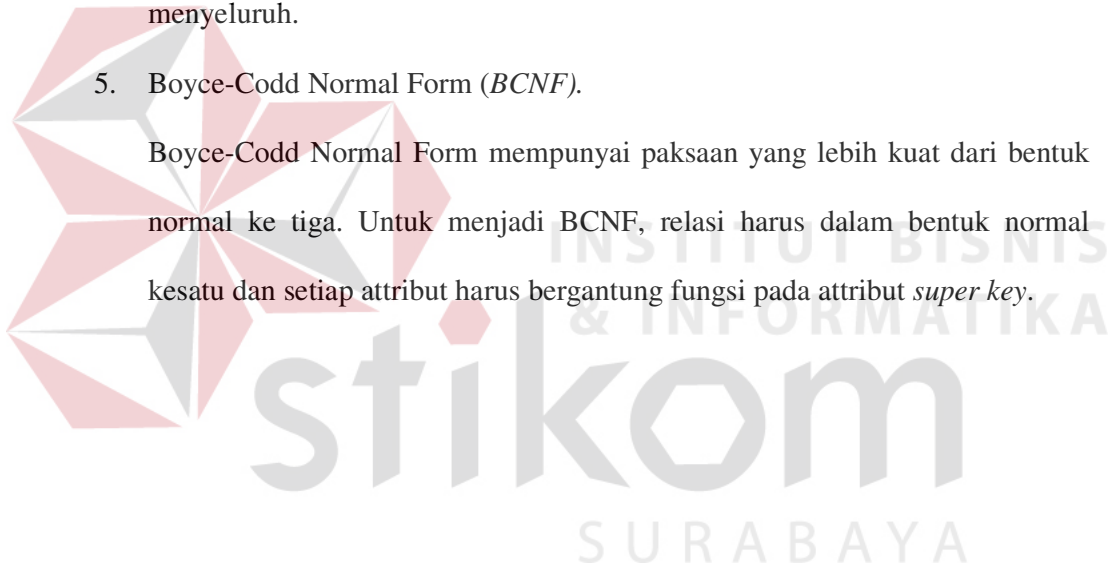 menyeluruh.
5. Boyce-Codd Normal Form (BCNF).
Boyce-Codd Normal Form mempunyai paksaan yang lebih kuat dari bentuk
normal ke tiga. Untuk menjadi BCNF, relasi harus dalam bentuk normal
kesatu dan setiap attribut harus bergantung fungsi pada attribut super key.
INSTITUT BISNIS
& INFORMATIKA
stikom
SURABAYA